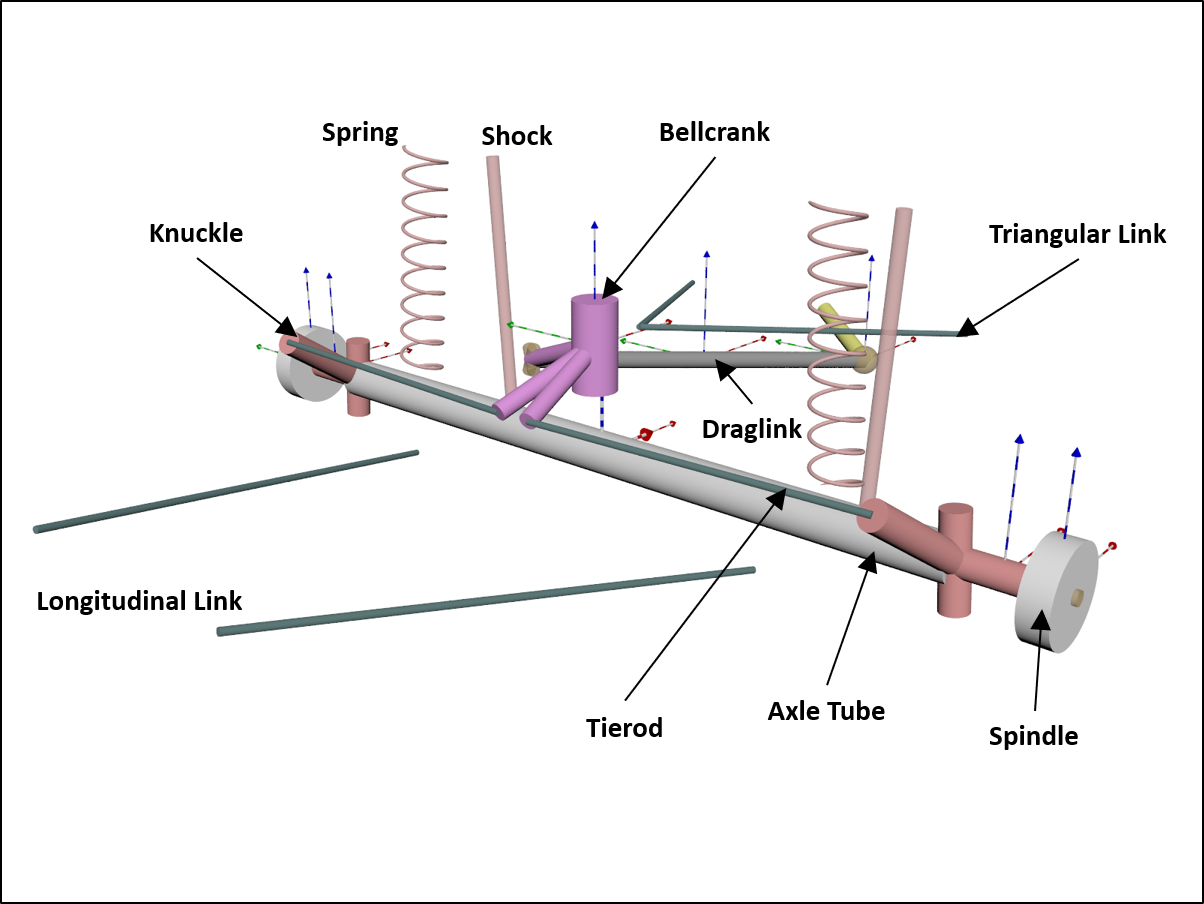 Spring
Shock
Bellcrank
Knuckle
Triangular Link
Draglink
Longitudinal Link
Tierod
Axle Tube
Spindle